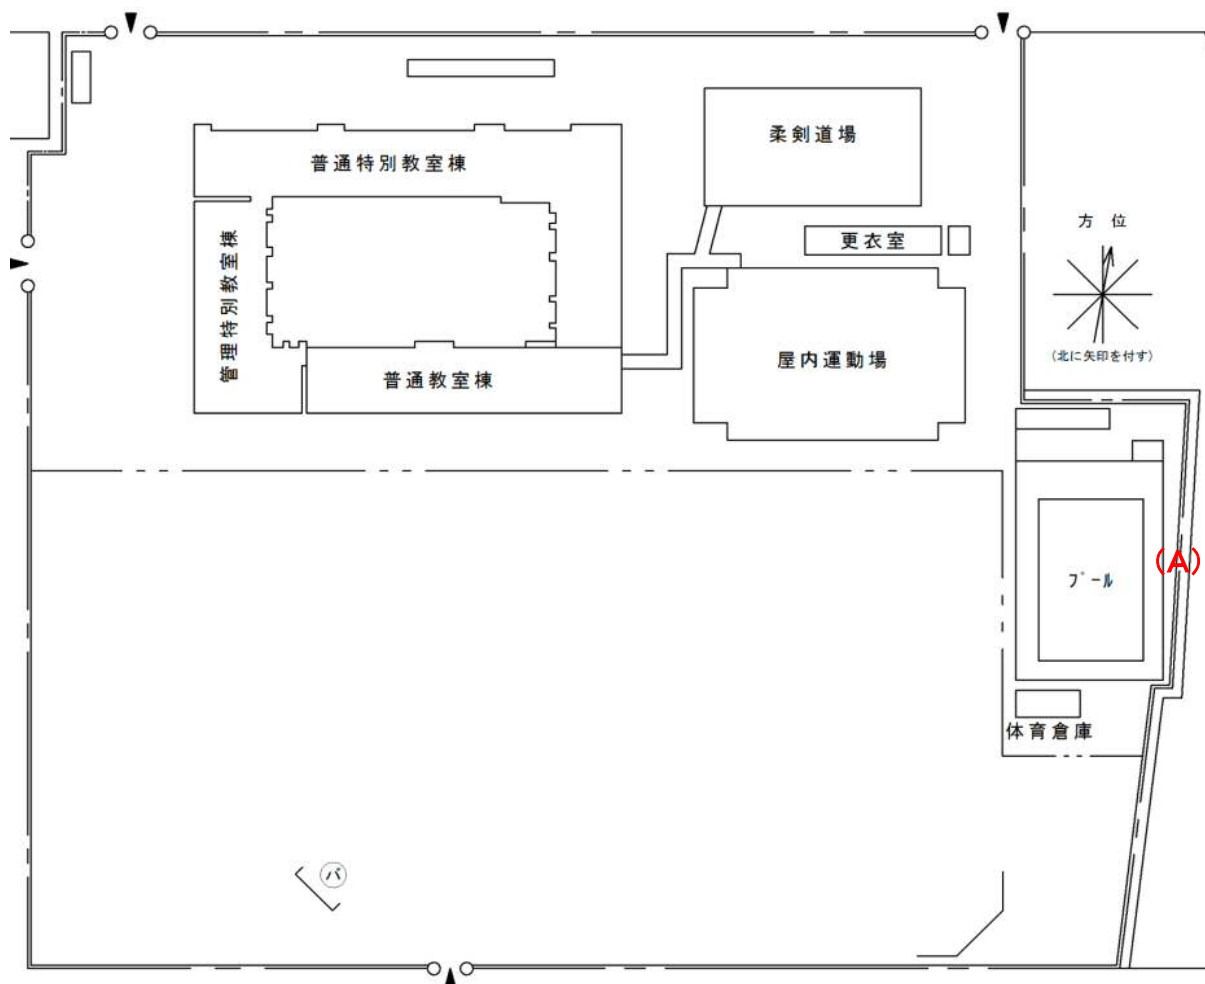 柔剣道場
普通特別教室棟
方位
更衣室
管理特別教室棟
(北に矢印を付す)
屋内運動場
普通教室棟
(A)
プール
体育倉庫
バ